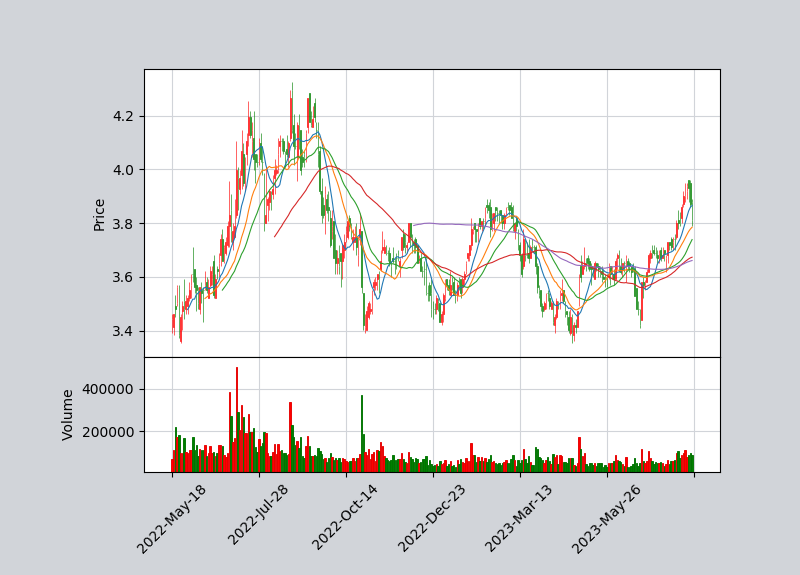 Price
4.2
4.0
3.8
3.6
3.4
Volume
400000
200000
2022-May-18
2022-Jul-28
2022-Oct-14
2022-Dec-23
2023-Mar-13
2023-May-26